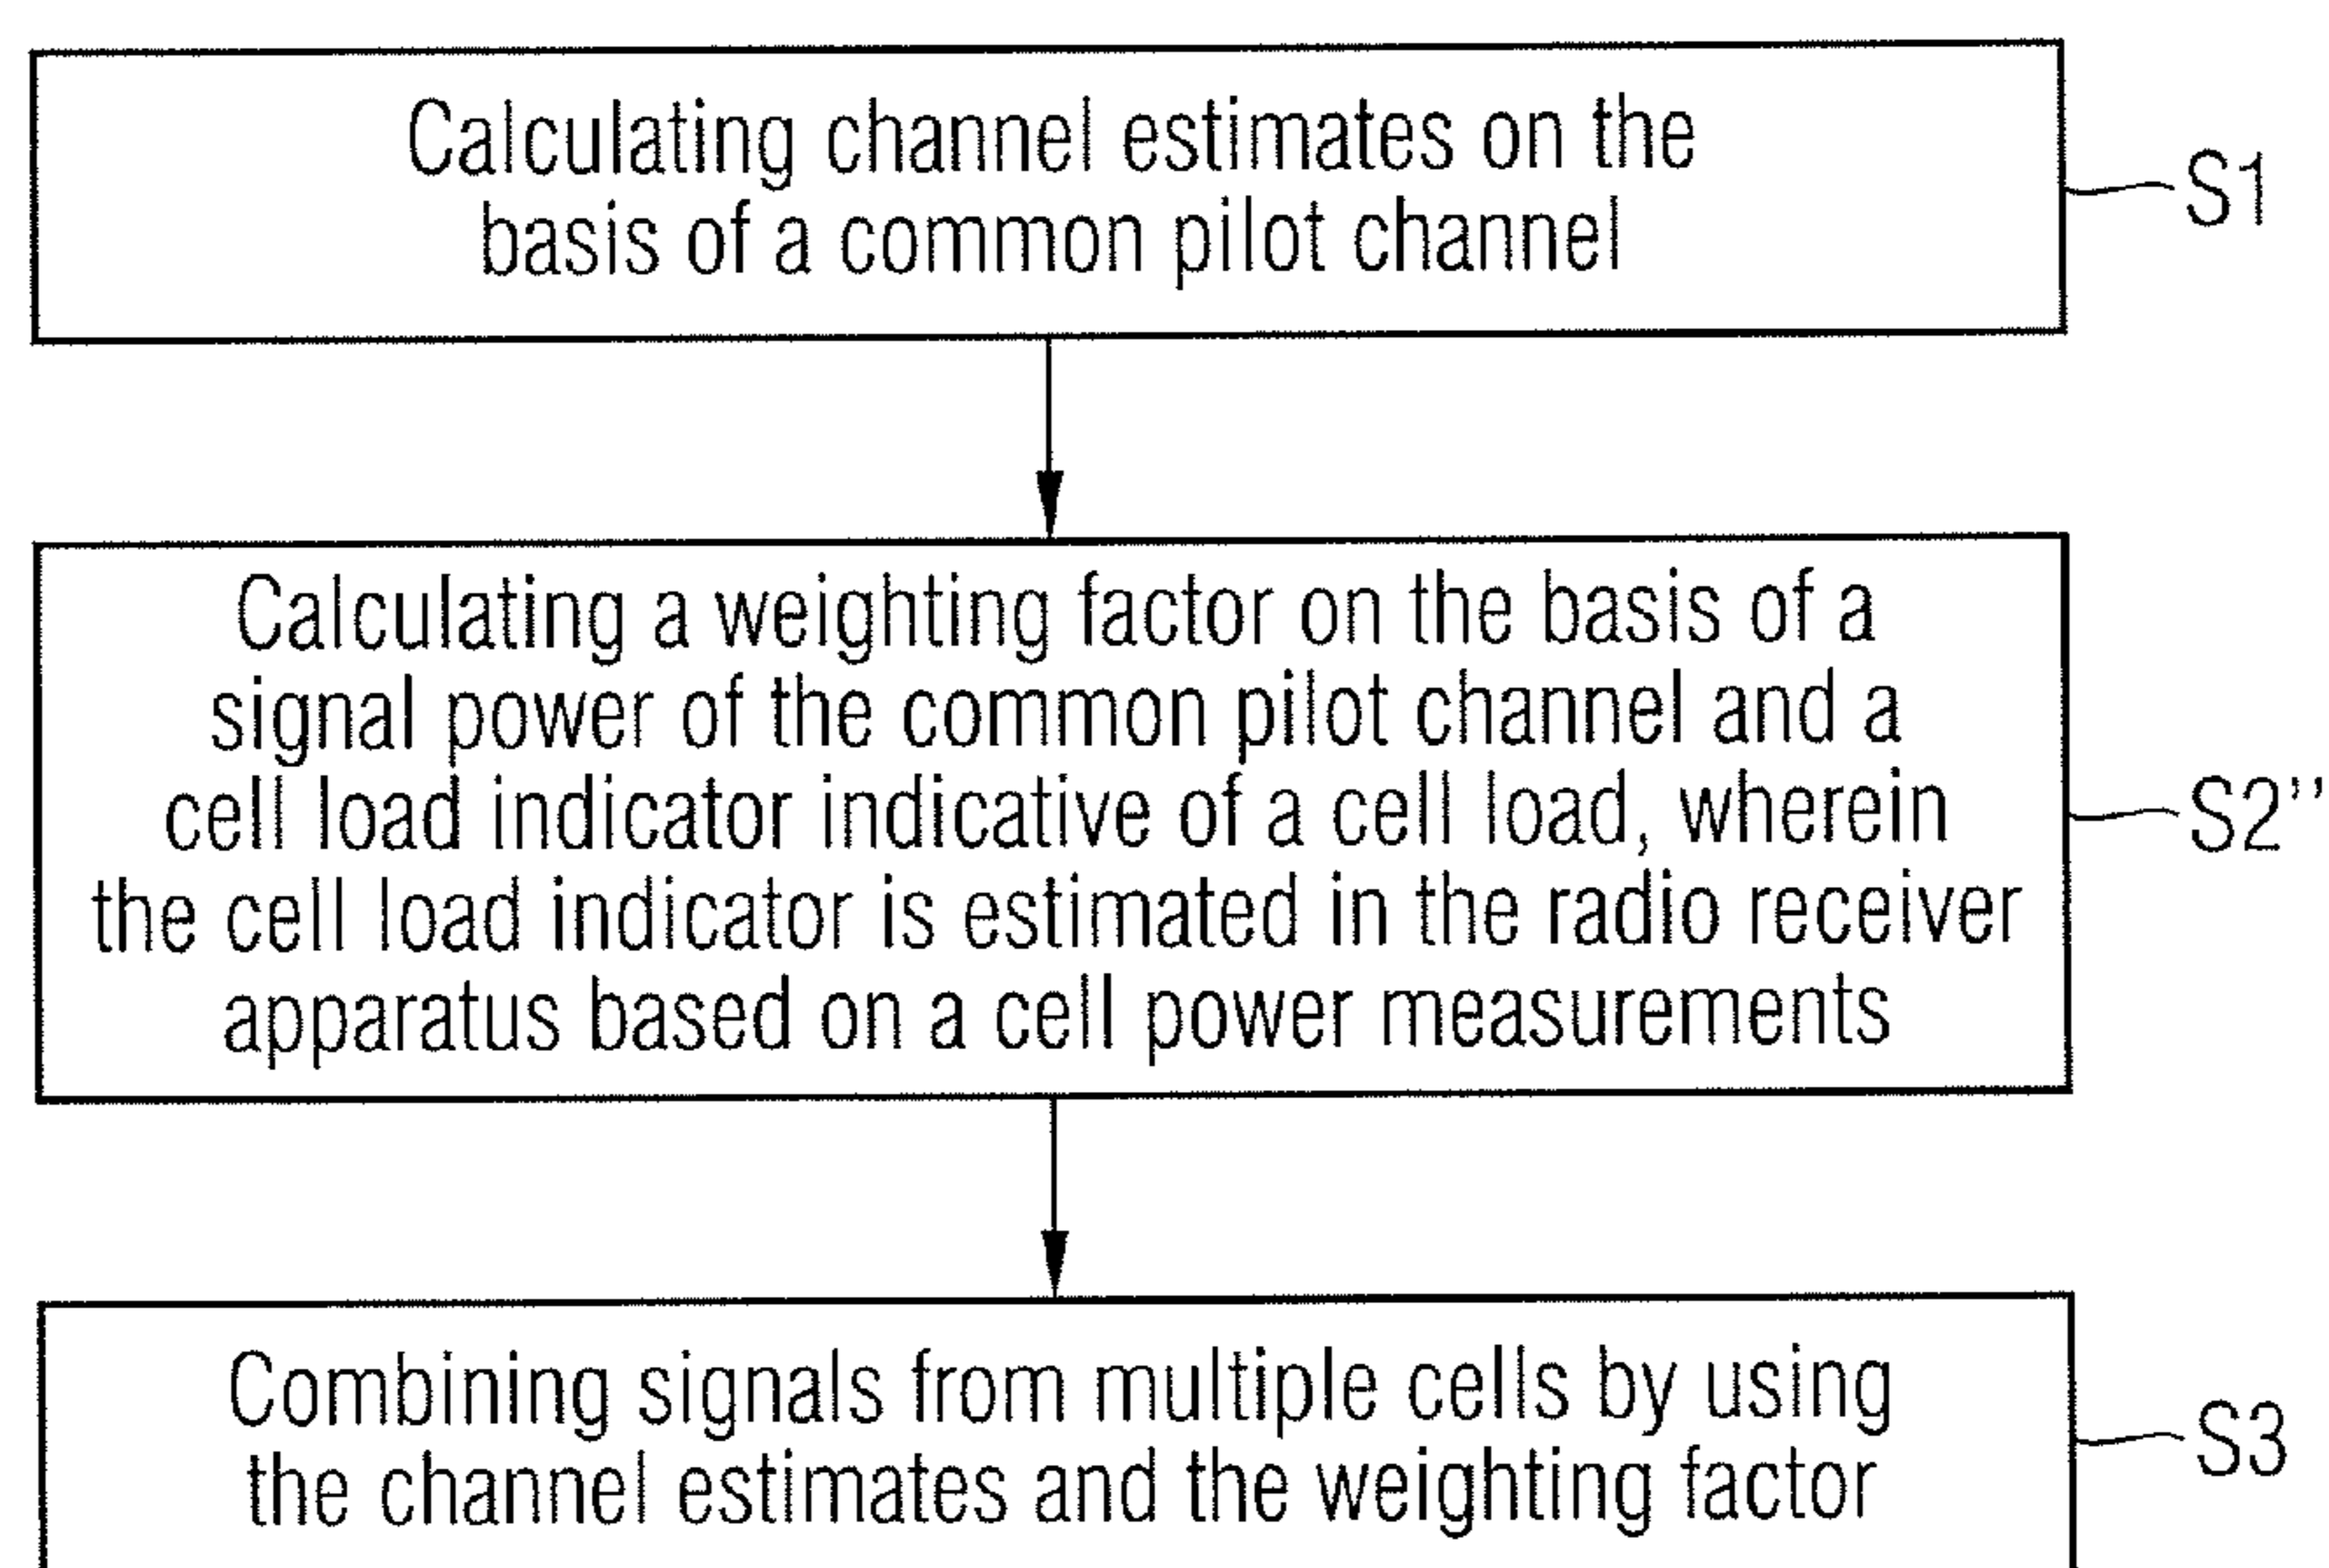 Calculating channel estimates on the
basis of a common pilot channel
S1
Calculating a weighting factor on the basis of a
signal power of the common pilot channel and a
cell load indicator indicative of a cell load, wherein
the cell load indicator is estimated in the radio receiver
apparatus based on a cell power measurements
S2''
Combining signals from multiple cells by using
the channel estimates and the weighting factor
S3